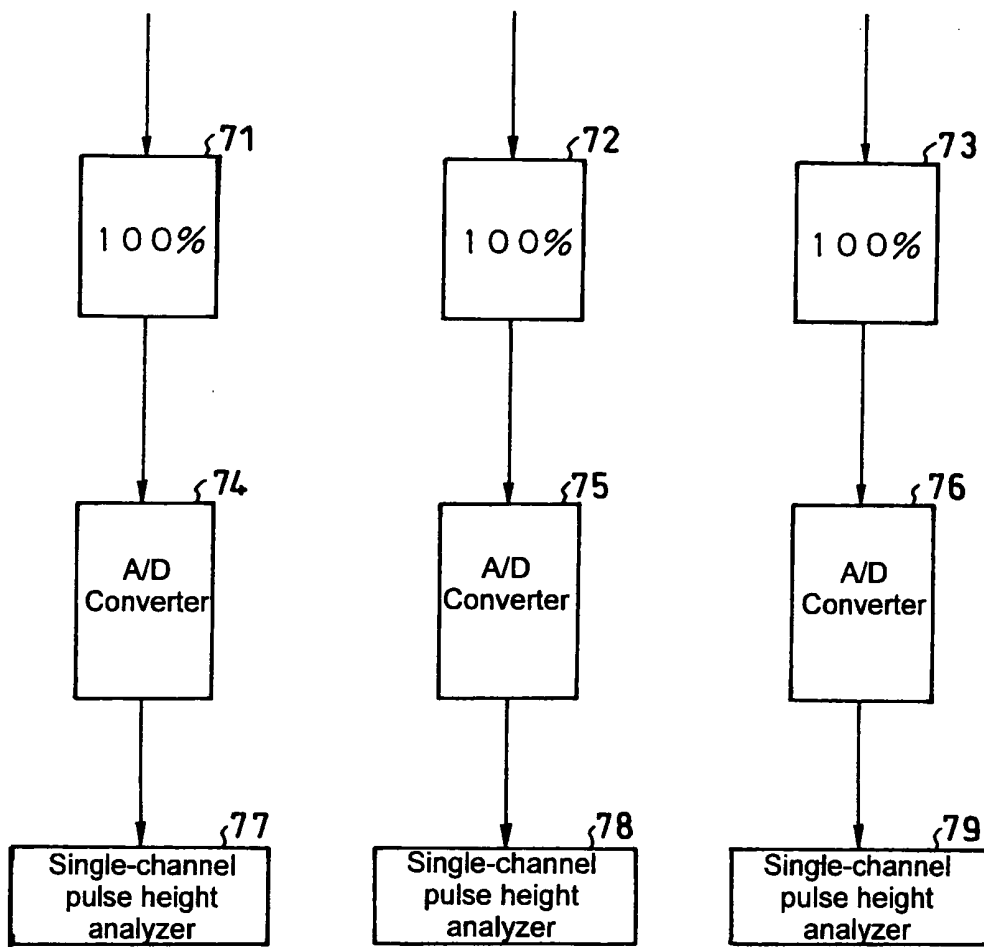 71
72
73
100%
100%
100%
74
75
76
A/D
Converter
A/D
Converter
A/D
Converter
77
78
79
Single-channel
pulse height
analyzer
Single-channel
pulse height
analyzer
Single-channel
pulse height
analyzer